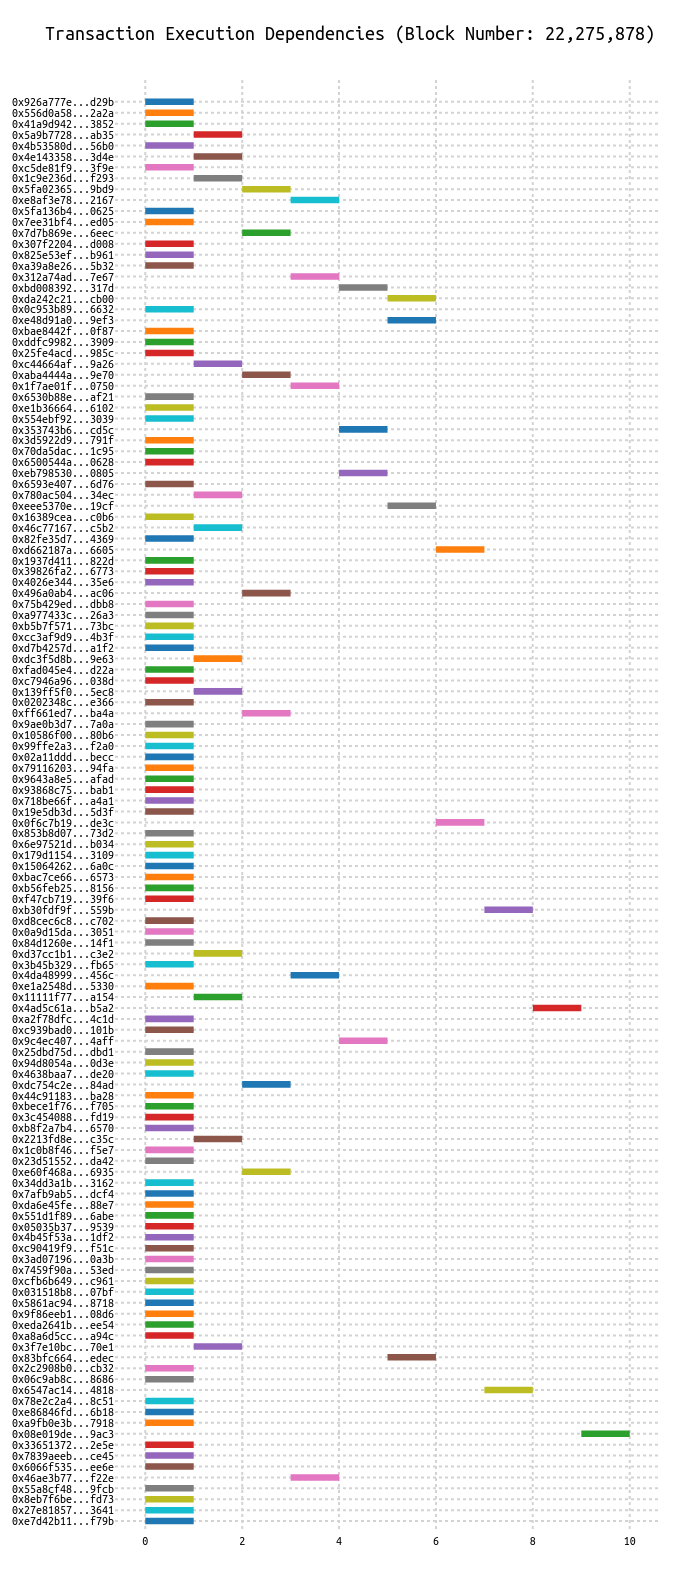 Transaction Execution Dependencies (Block Number: 22,275,878)
0x926a777e...d29b
0x556d0a58...2a2a
0x41a9d942...3852
0x5a9b7728...ab35
0x4b53580d...56b0
0x4e143358...3d4e
0xc5de81f9...3f9e
0x1c9e236d...f293
0x5fa02365...9bd9
0xe8af3e78...2167
0x5fa136b4...0625
0x7ee31bf4...ed05
0x7d7b869e...6eec
0x307f2204...d008
0x825e53ef...b961
0xa39a8e26...5b32
0x312a74ad...7e67
0xbd008392...317d
0xda242c21...cb00
0x0c953b89...6632
0xe48d91a0...9ef3
0xbae8442f...0f87
0xddfc9982...3909
0x25fe4acd...985c
0xc44664af...9a26
0xaba4444a...9e70
0x1f7ae01f...0750
0x6530b88e...af21
0xe1b36664...6102
0x554ebf92...3039
0x353743b6...cd5c
0x3d5922d9...791f
0x70da5dac...1c95
0x6500544a...0628
0xeb798530...0805
0x6593e407...6d76
0x780ac504...34ec
0xeee5370e...19cf
0x16389cea...c0b6
0x46c77167...c5b2
0x82fe35d7...4369
0xd662187a...6605
0x1937d411...822d
0x39826fa2...6773
0x4026e344...35e6
0x496a0ab4...ac06
0x75b429ed...dbb8
0xa977433c...26a3
0xb5b7f571...73bc
0xcc3af9d9...4b3f
0xd7b4257d...a1f2
0xdc3f5d8b...9e63
0xfad045e4...d22a
0xc7946a96...038d
0x139ff5f0...5ec8
0x0202348c...e366
0xff661ed7...ba4a
0x9ae0b3d7...7a0a
0x10586f00...80b6
0x99ffe2a3...f2a0
0x02a11ddd...becc
0x79116203...94fa
0x9643a8e5...afad
0x93868c75...bab1
0x718be66f...a4a1
0x19e5db3d...5d3f
0x0f6c7b19...de3c
0x853b8d07...73d2
0x6e97521d...b034
0x179d1154...3109
0x15064262...6a0c
0xbac7ce66...6573
0xb56feb25...8156
0xf47cb719...39f6
0xb30fdf9f...559b
0xd8cec6c8...c702
0x0a9d15da...3051
0x84d1260e...14f1
0xd37cc1b1...c3e2
0x3b45b329...fb65
0x4da48999...456c
0xe1a2548d...5330
0x11111f77...a154
0x4ad5c61a...b5a2
0xa2f78dfc...4c1d
0xc939bad0...101b
0x9c4ec407...4aff
0x25dbd75d...dbd1
0x94d8054a...0d3e
0x4638baa7...de20
0xdc754c2e...84ad
0x44c91183...ba28
0xbece1f76...f705
0x3c454088...fd19
0xb8f2a7b4...6570
0x2213fd8e...c35c
0x1c0b8f46...f5e7
0x23d51552...da42
0xe60f468a...6935
0x34dd3a1b...3162
0x7afb9ab5...dcf4
0xda6e45fe...88e7
0x551d1f89...6abe
0x05035b37...9539
0x4b45f53a...1df2
0xc90419f9...f51c
0x3ad07196...0a3b
0x7459f90a...53ed
0xcfb6b649...c961
0x031518b8...07bf
0x5861ac94...8718
0x9f86eeb1...08d6
0xeda2641b...ee54
0xa8a6d5cc...a94c
0x3f7e10bc...70e1
0x83bfc664...edec
0x2c2908b0...cb32
0x06c9ab8c...8686
0x6547ac14...4818
0x78e2c2a4...8c51
0xe86846fd...6b18
0xa9fb0e3b...7918
0x08e019de...9ac3
0x33651372...2e5e
0x7839aeeb...ce45
0x6066f535...ee6e
0x46ae3b77...f22e
0x55a8cf48...9fcb
0x8eb7f6be...fd73
0x27e81857...3641
0xe7d42b11...f79b
0 2 4 6 8 10